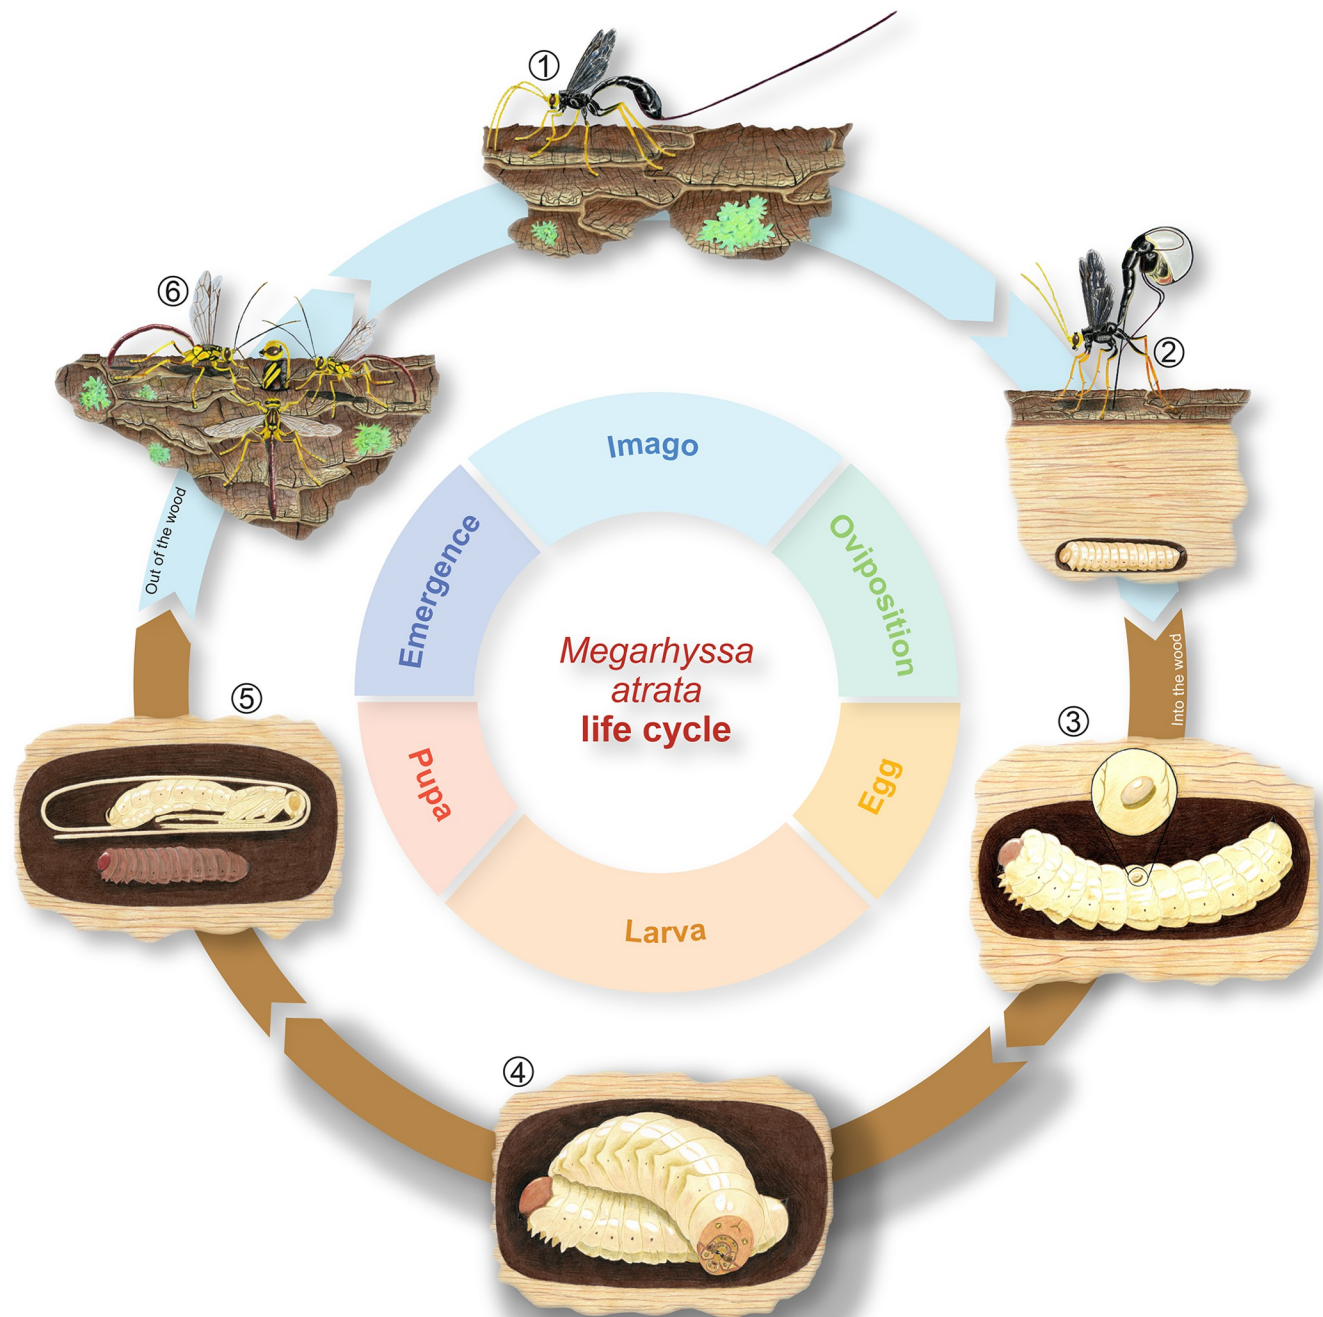 ①
②
③
④
⑤
⑥
Out of the wood
Into the wood
Imago
Oviposition
Egg
Larva
Pupa
Emergence
Megarhyssa
atrata
life cycle